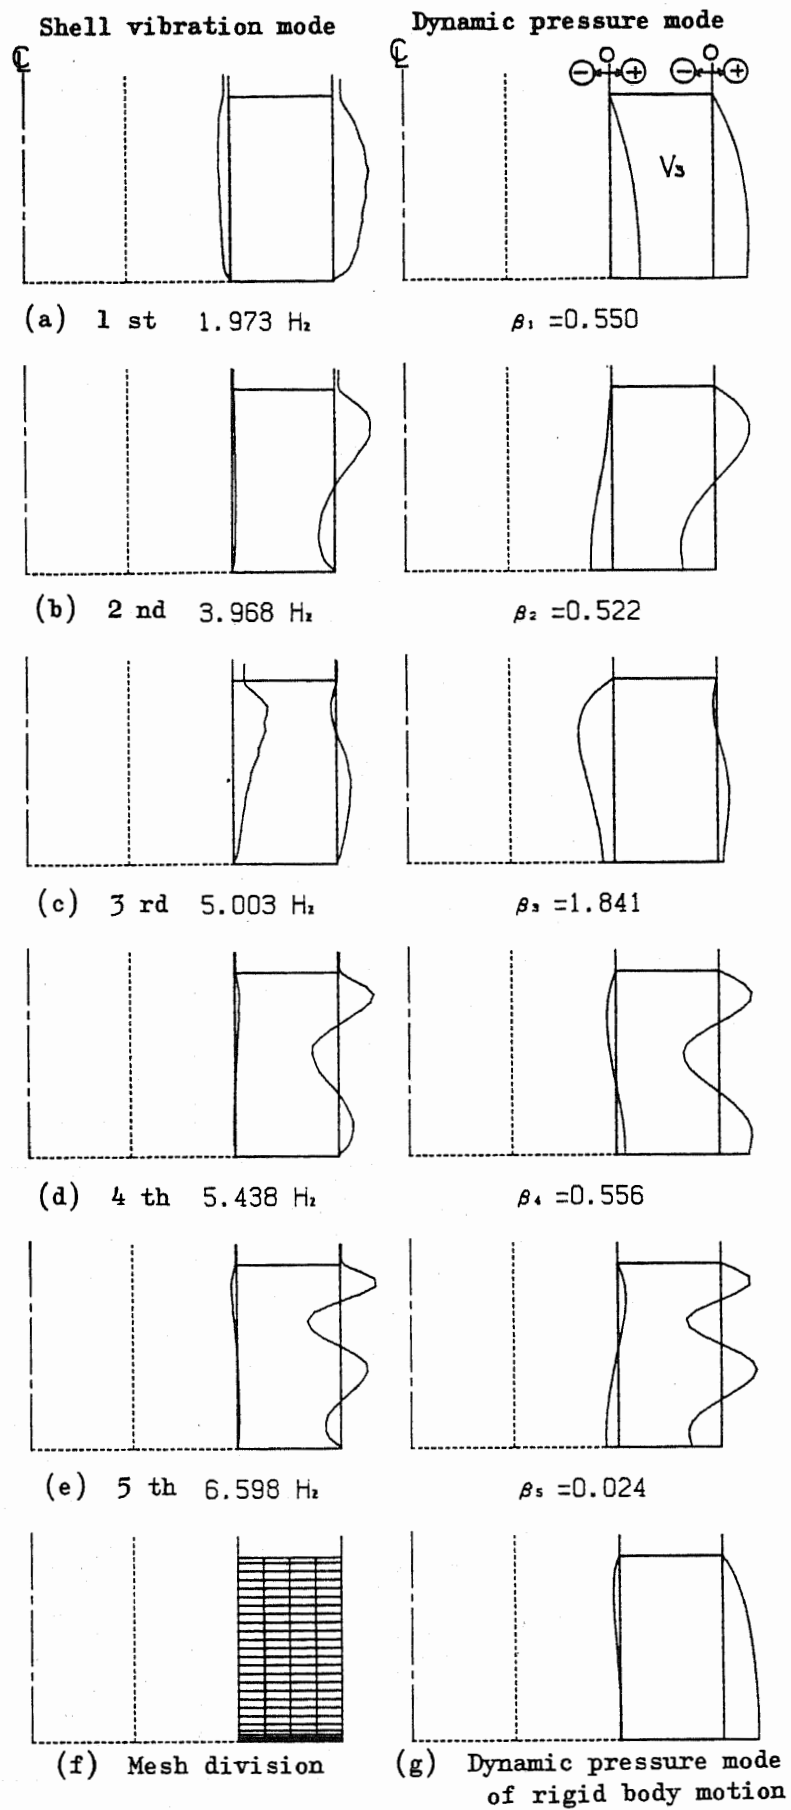 Shell vibration mode Dynamic pressure mode
℄ ℄ ⊖ O ⊕ ⊖ O ⊕
V₃
(a) 1 st 1.973 Hz β₁ =0.550
(b) 2 nd 3.968 Hz β₂ =0.522
(c) 3 rd 5.003 Hz β₃ =1.841
(d) 4 th 5.438 Hz β₄ =0.556
(e) 5 th 6.598 Hz β₅ =0.024
(f) Mesh division (g) Dynamic pressure mode
of rigid body motion